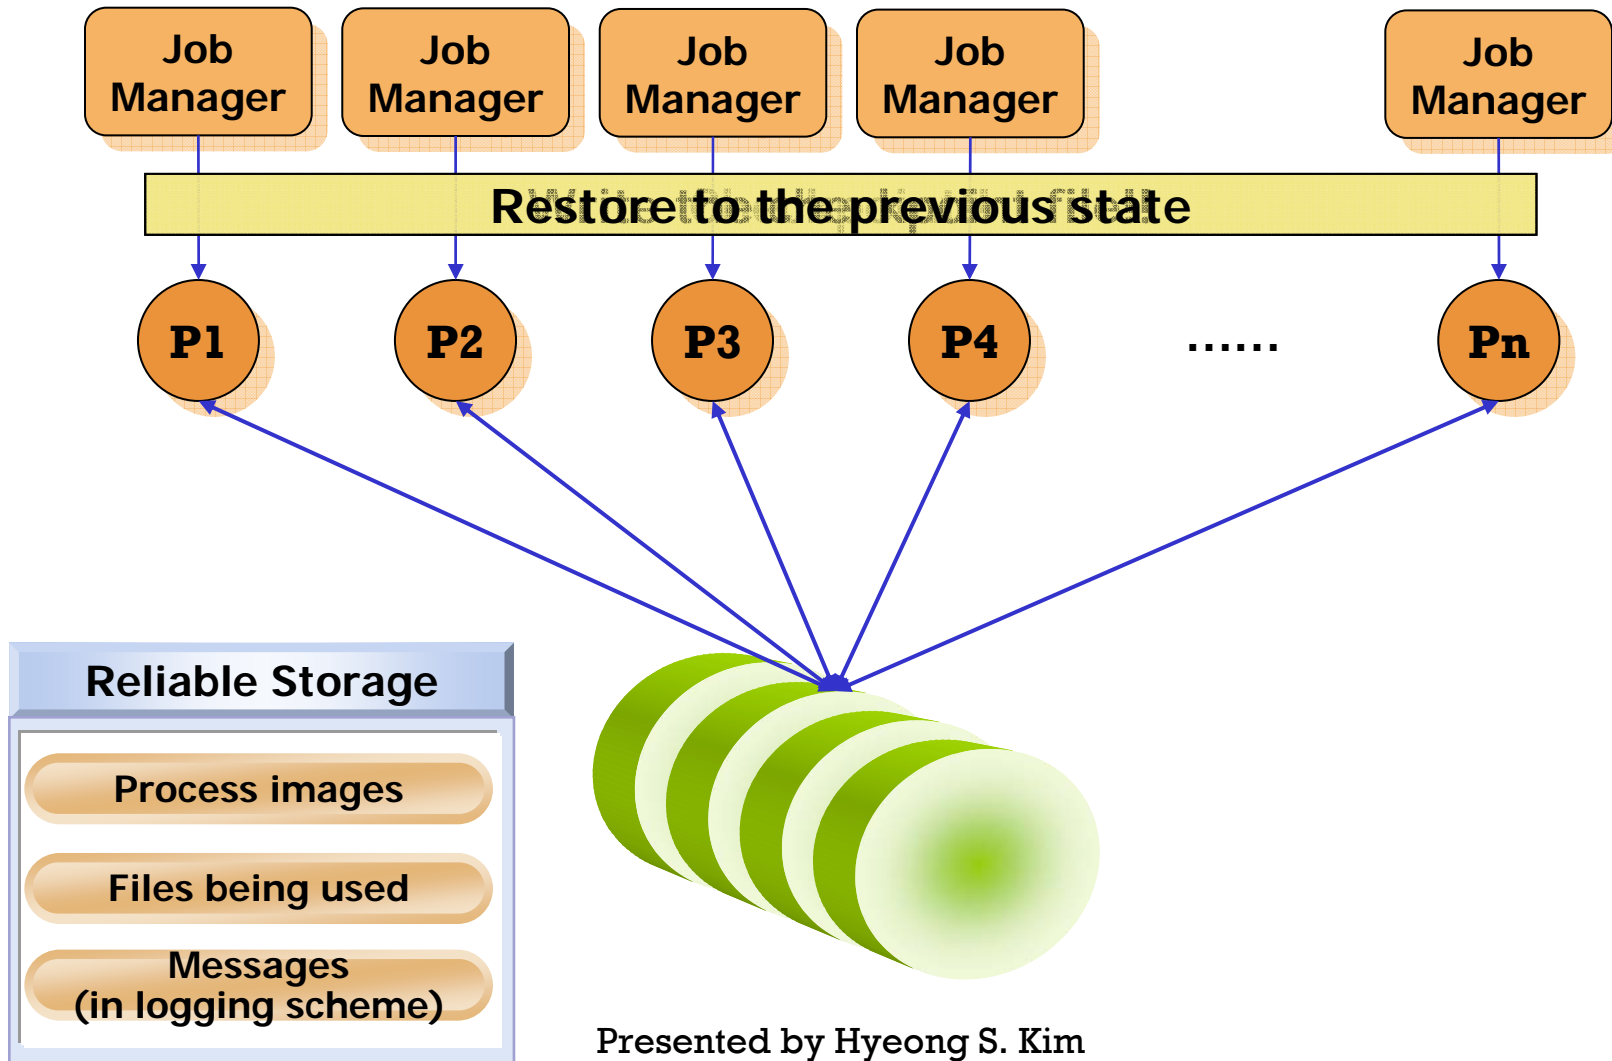 Job
Manager
Job
Manager
Job
Manager
Job
Manager
Job
Manager
Restore to the previous state
P1
P2
P3
P4
......
Pn
Reliable Storage
Process images
Files being used
Messages
(in logging scheme)
Presented by Hyeong S. Kim